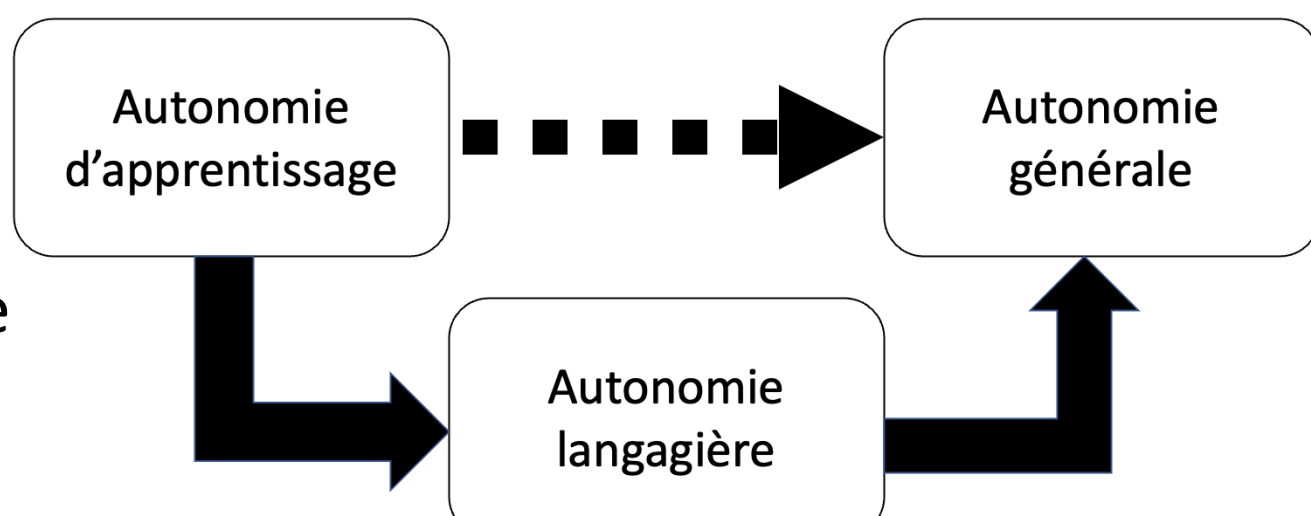 Autonomie
d'apprentissage
Autonomie
générale
e
Autonomie
langagière